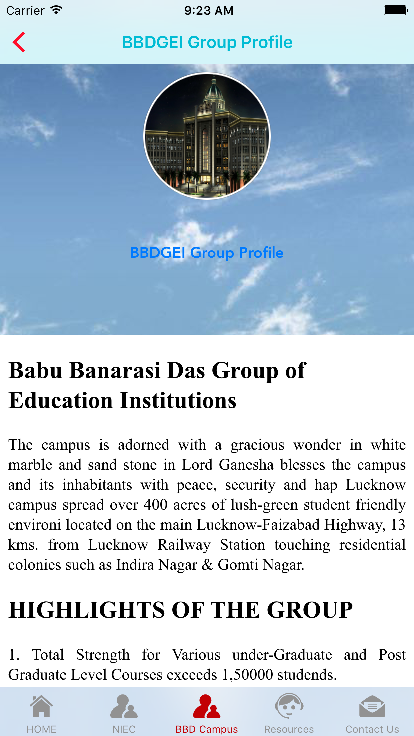 Carrier 9:23 AM
BBDGEI Group Profile
BBDGEI Group Profile
Babu Banarasi Das Group of
Education Institutions
The campus is adorned with a gracious wonder in white
marble and sand stone in Lord Ganesha blesses the campus
and its inhabitants with peace, security and hap Lucknow
campus spread over 400 acres of lush-green student friendly
environi located on the main Lucknow-Faizabad Highway, 13
kms. from Lucknow Railway Station touching residential
colonies such as Indira Nagar & Gomti Nagar.
HIGHLIGHTS OF THE GROUP
1. Total Strength for Various under-Graduate and Post
Graduate Level Courses exceeds 1,50000 studends.
HOME NIEC BBD Campus Resources Contact Us